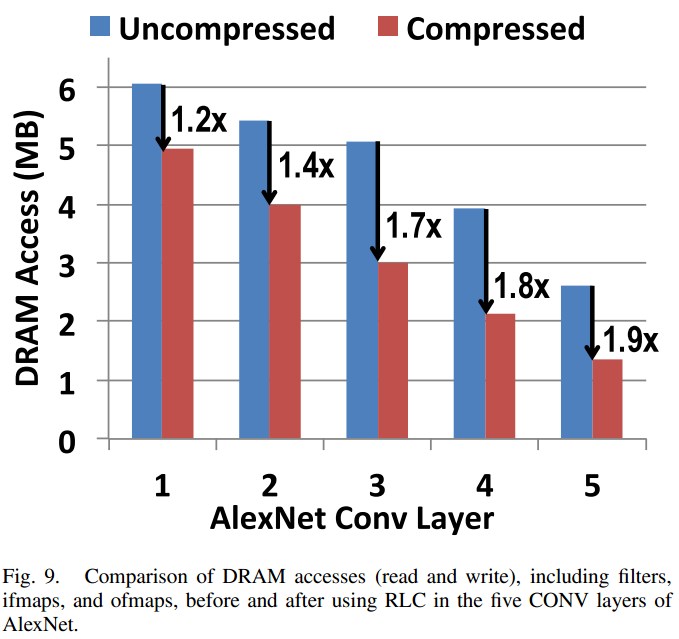 Uncompressed Compressed
DRAM Access (MB)
6
5
4
3
2
1
0
1.2x
1.4x
1.7x
1.8x
1.9x
1 2 3 4 5
AlexNet Conv Layer
Fig. 9. Comparison of DRAM accesses (read and write), including filters,
ifmaps, and ofmaps, before and after using RLC in the five CONV layers of
AlexNet.